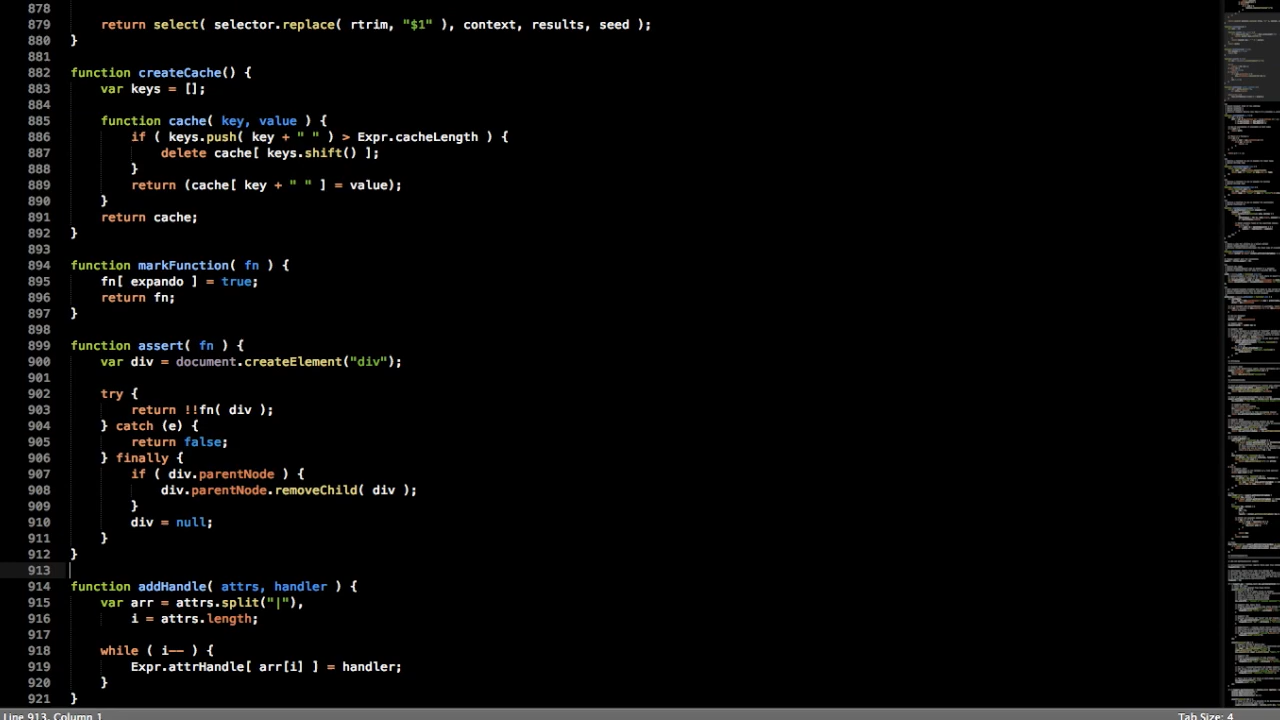 878
879 return select( selector.replace( rtrim, "$1" ), context, results, seed );
880 }
881
882 function createCache() {
883 var keys = [];
884
885 function cache( key, value ) {
886 if ( keys.push( key + " " ) > Expr.cacheLength ) {
887 delete cache[ keys.shift() ];
888 }
889 return (cache[ key + " " ] = value);
890 }
891 return cache;
892 }
893
894 function markFunction( fn ) {
895 fn[ expando ] = true;
896 return fn;
897 }
898
899 function assert( fn ) {
900 var div = document.createElement("div");
901
902 try {
903 return !!fn( div );
904 } catch (e) {
905 return false;
906 } finally {
907 if ( div.parentNode ) {
908 div.parentNode.removeChild( div );
909 }
910 div = null;
911 }
912 }
913
914 function addHandle( attrs, handler ) {
915 var arr = attrs.split("|"),
916 i = attrs.length;
917
918 while ( i-- ) {
919 Expr.attrHandle[ arr[i] ] = handler;
920 }
921 }
Line 913, Column 1 Tab Size: 4